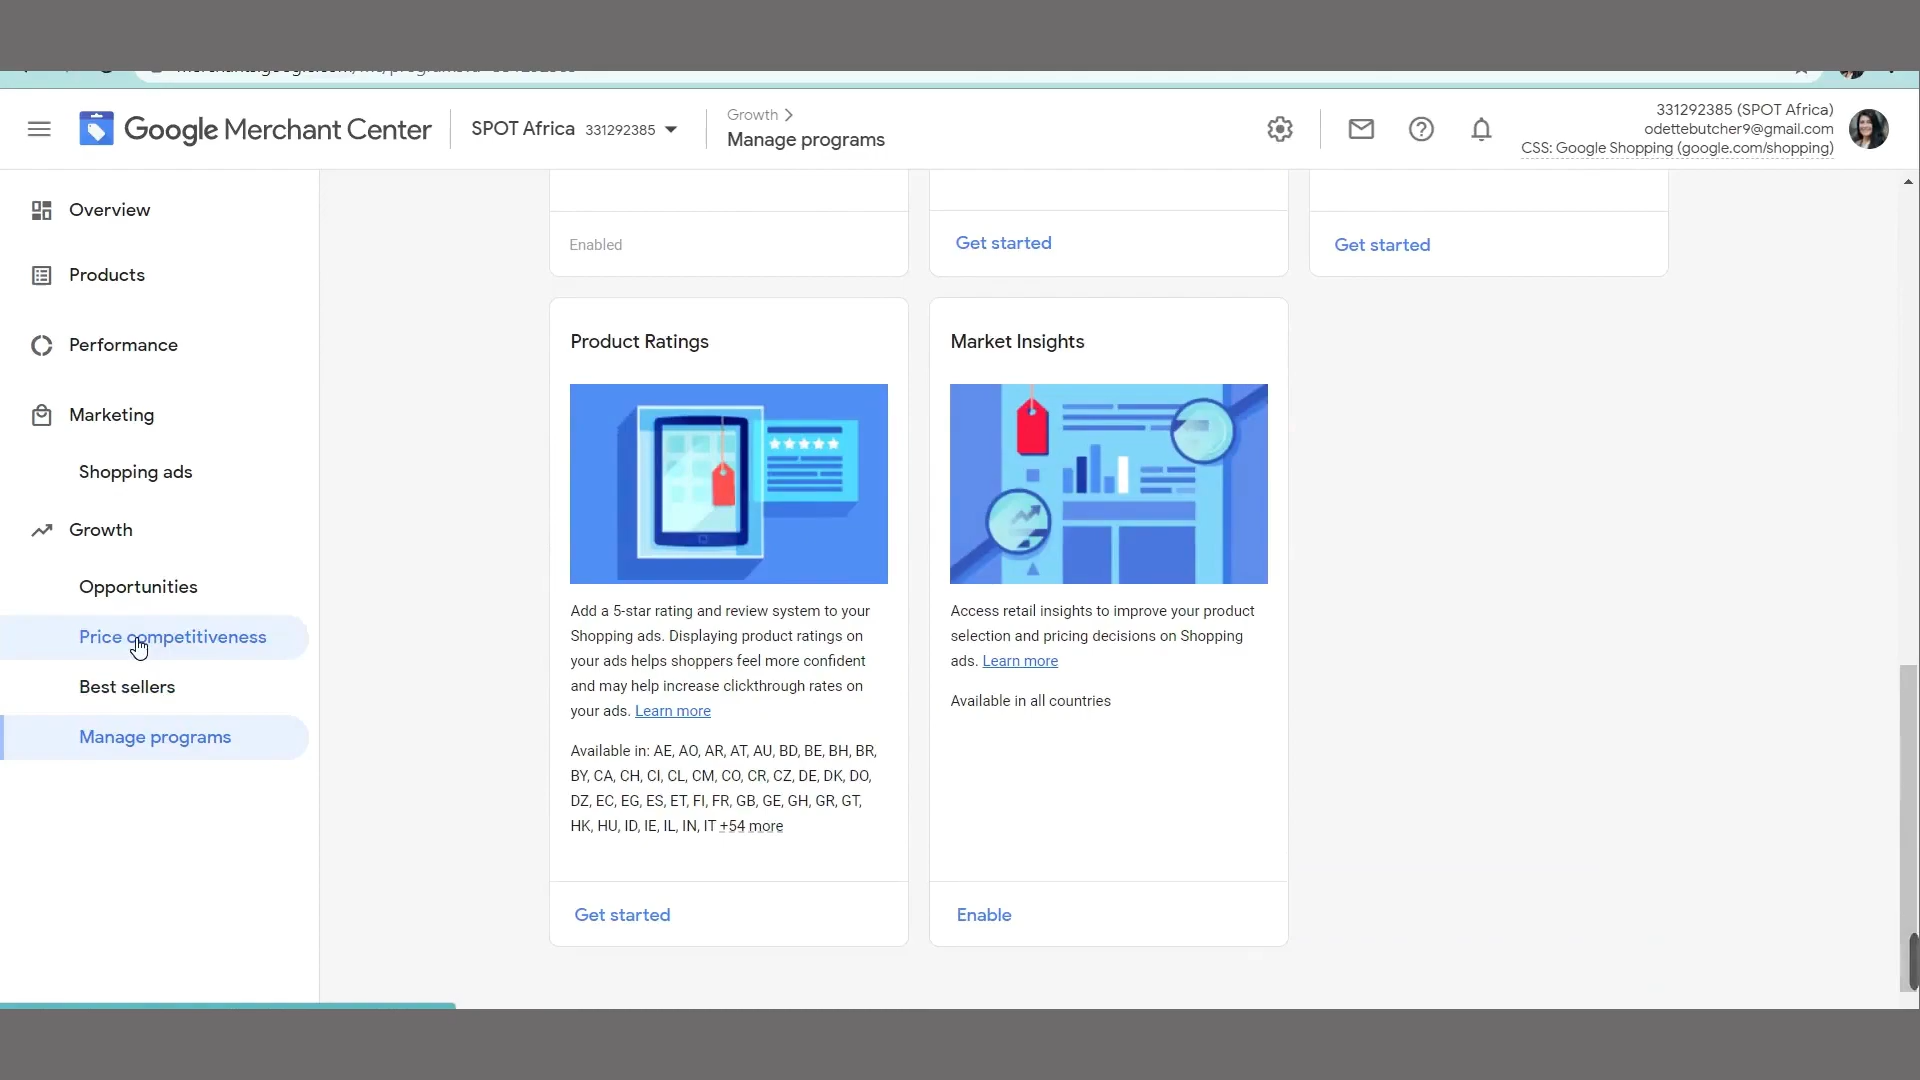 Google Merchant Center
SPOT Africa 331292385
Growth
Manage programs
331292385 (SPOT Africa)
odettebutcher9@gmail.com
CSS: Google Shopping (google.com/shopping)
Overview
Products
Performance
Marketing
Shopping ads
Growth
Opportunities
Price competitiveness
Best sellers
Manage programs
Enabled
Get started
Get started
Product Ratings
Add a 5-star rating and review system to your
Shopping ads. Displaying product ratings on
your ads helps shoppers feel more confident
and may help increase clickthrough rates on
your ads. Learn more
Available in: AE, AO, AR, AT, AU, BD, BE, BH, BR,
BY, CA, CH, CI, CL, CM, CO, CR, CZ, DE, DK, DO,
DZ, EC, EG, ES, ET, FI, FR, GB, GE, GH, GR, GT,
HK, HU, ID, IE, IL, IN, IT +54 more
Get started
Market Insights
Access retail insights to improve your product
selection and pricing decisions on Shopping
ads. Learn more
Available in all countries
Enable